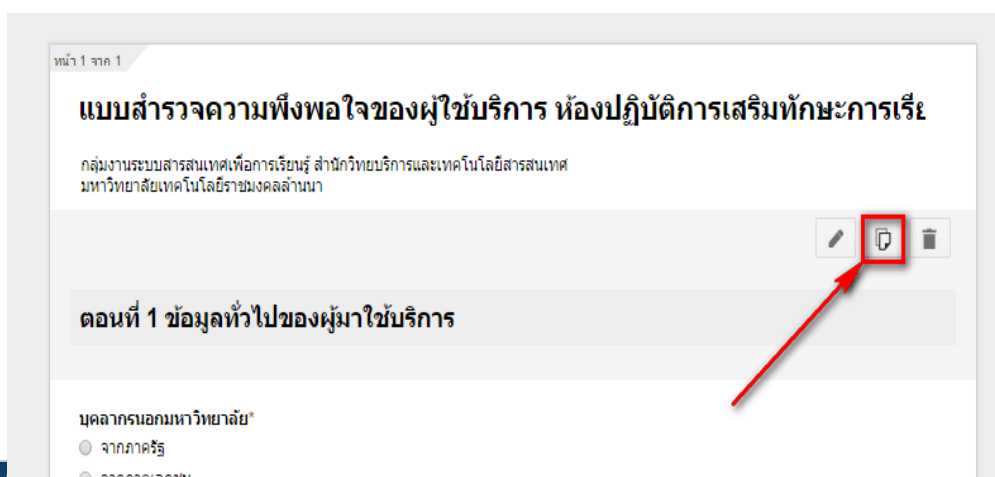 หน้า 1 จาก 1
แบบสำรวจความพึงพอใจของผู้ใช้บริการ ห้องปฏิบัติการเสริมทักษะการเรีย
กลุ่มงานระบบสารสนเทศเพื่อการเรียนรู้ สำนักวิทยบริการและเทคโนโลยีสารสนเทศ
มหาวิทยาลัยเทคโนโลยีราชมงคลล้านนา
ตอนที่ 1 ข้อมูลทั่วไปของผู้มาใช้บริการ
บุคลากรนอกมหาวิทยาลัย*
จากภาครัฐ